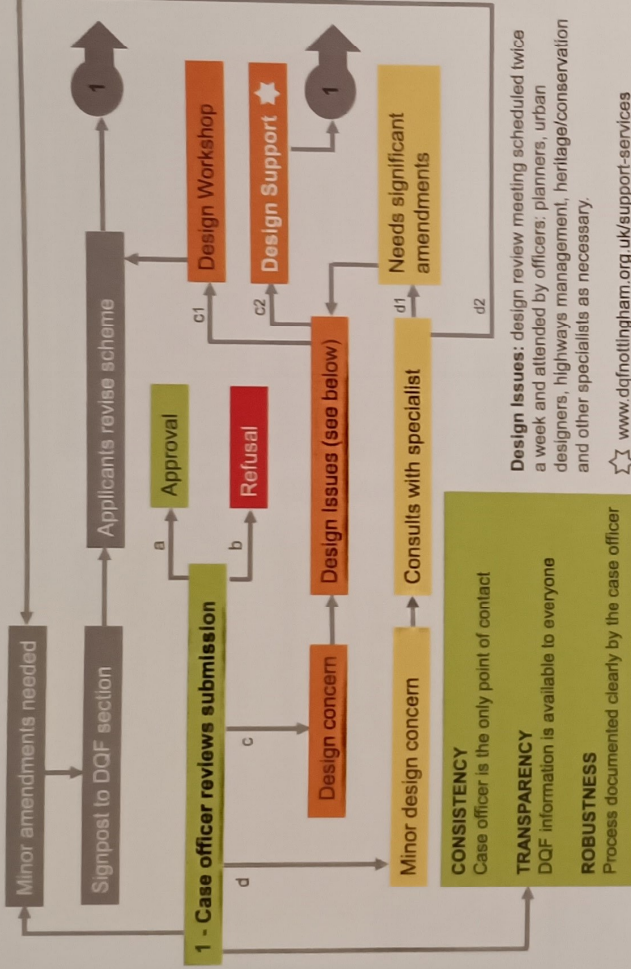 Minor amendments needed
Signpost to DQF section
Applicants revise scheme
1
1 - Case officer reviews submission
a
Approval
b
Refusal
c
Design concern
Design Issues (see below)
c1
Design Workshop
c2
Design Support
1
d
Minor design concern
Consults with specialist
d1
Needs significant
amendments
d2
CONSISTENCY
Case officer is the only point of contact
TRANSPARENCY
DQF information is available to everyone
ROBUSTNESS
Process documented clearly by the case officer
Design Issues: design review meeting scheduled twice
a week and attended by officers: planners, urban
designers, highways management, heritage/conservation
and other specialists as necessary.
www.dqfnottingham.org.uk/support-services